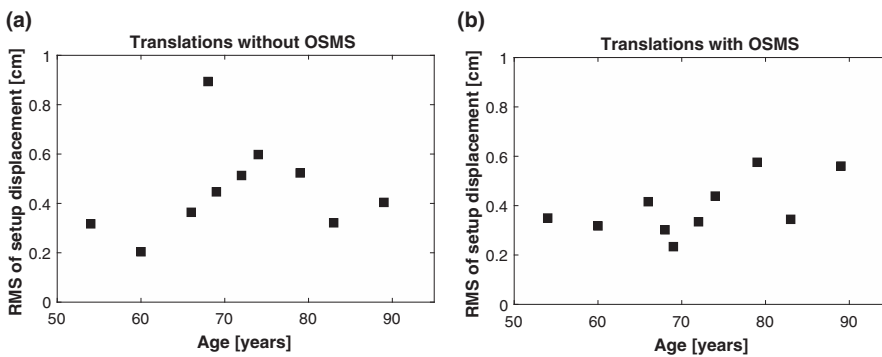 (a)
Translations without OSMS
RMS of setup displacement [cm]
1
0.8
0.6
0.4
0.2
0
50 60 70 80 90
Age [years]
(b)
Translations with OSMS
RMS of setup displacement [cm]
1
0.8
0.6
0.4
0.2
0
50 60 70 80 90
Age [years]